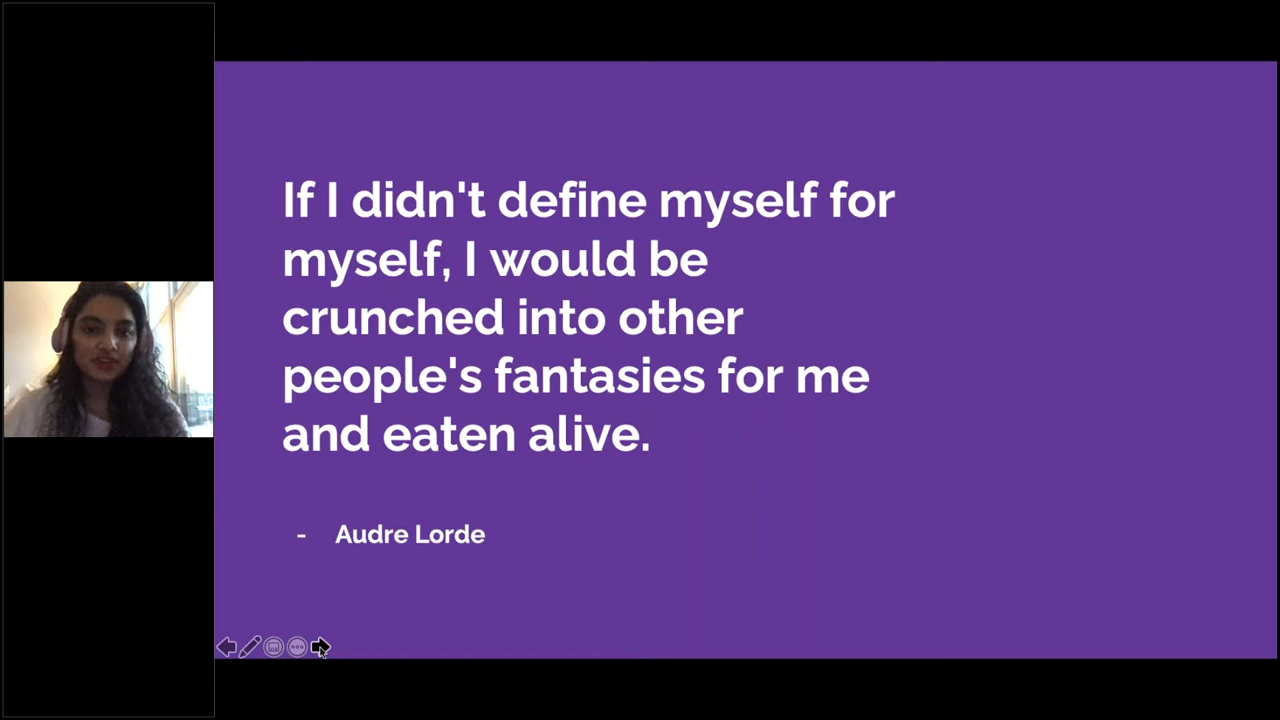 If I didn't define myself for
myself, I would be
crunched into other
people's fantasies for me
and eaten alive.
- Audre Lorde